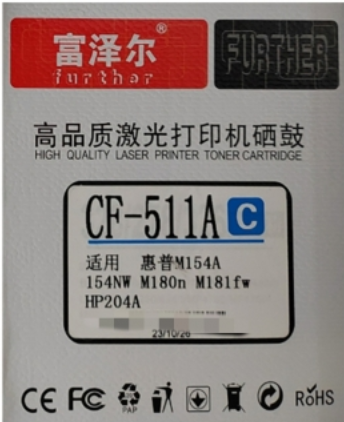 富泽尔®
further
FURTHER
高品质激光打印机硒鼓
HIGH QUALITY LASER PRINTER TONER CARTRIDGE
CF-511A C
适用 惠普M154A
154NW M180n M181fw
HP204A
23/10/26
CE FC PAP RoHS